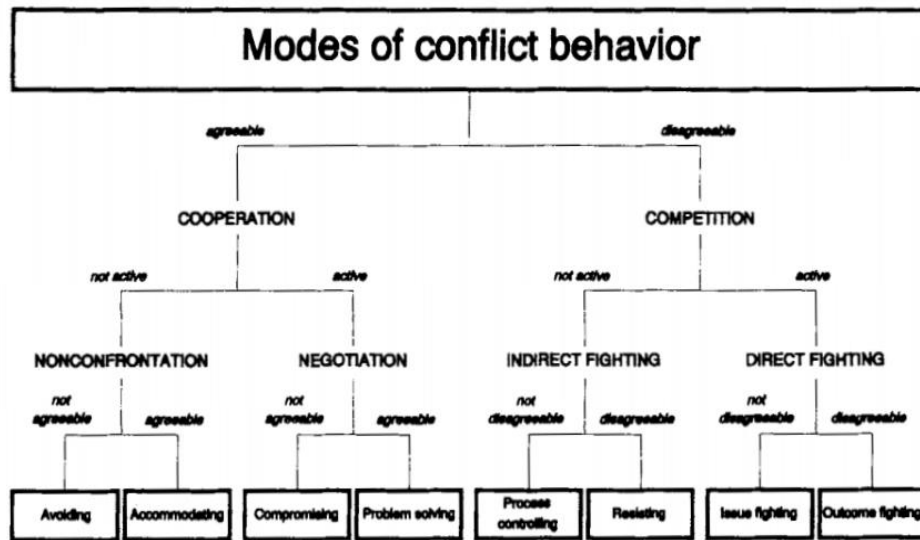 Modes of conflict behavior
agreeable disagreeable
COOPERATION COMPETITION
not active active not active active
NONCONFRONTATION NEGOTIATION INDIRECT FIGHTING DIRECT FIGHTING
not agreeable agreeable not agreeable agreeable not disagreeable disagreeable not disagreeable disagreeable
Avoiding Accommodating Compromising Problem solving Process controlling Resisting Issue fighting Outcome fighting